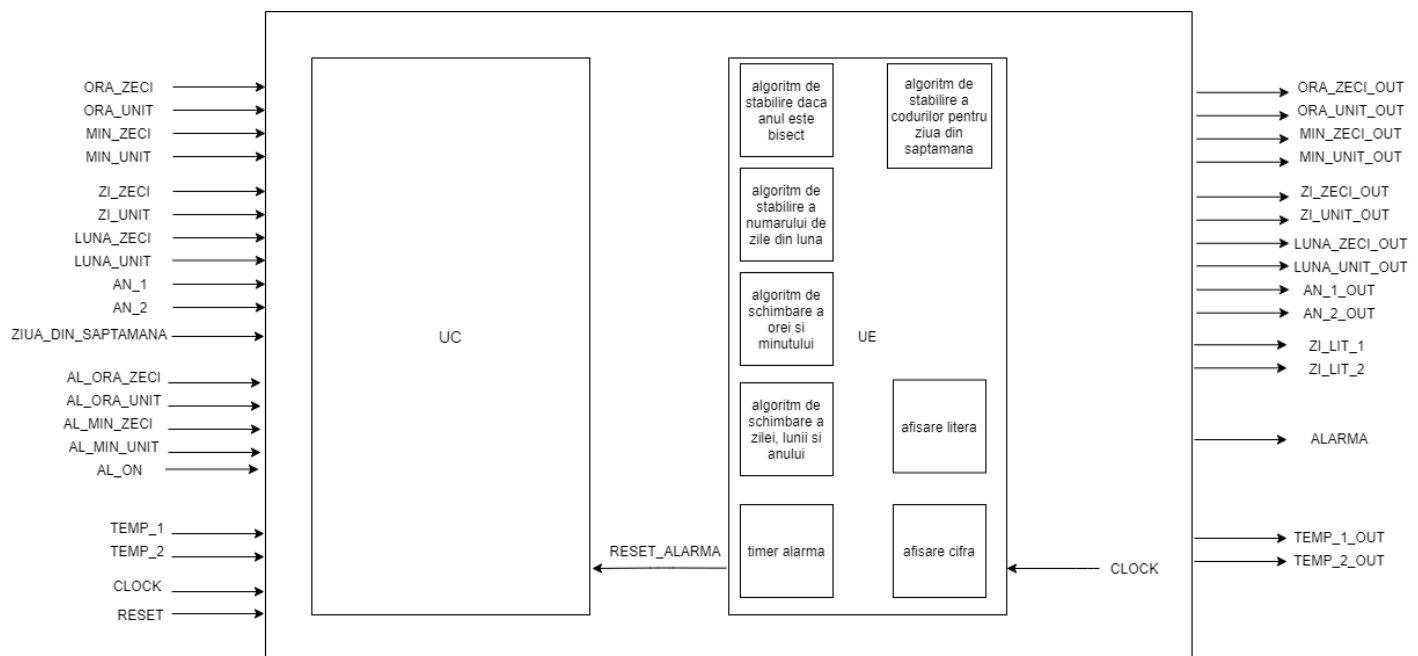 ORA_ZECI
ORA_UNIT
MIN_ZECI
MIN_UNIT
ZI_ZECI
ZI_UNIT
LUNA_ZECI
LUNA_UNIT
AN_1
AN_2
ZIUA_DIN_SAPTAMANA
AL_ORA_ZECI
AL_ORA_UNIT
AL_MIN_ZECI
AL_MIN_UNIT
AL_ON
TEMP_1
TEMP_2
CLOCK
RESET
UC
RESET_ALARMA
algoritm de
stabilire daca
anul este
bisect
algoritm de
stabilire a
numarului de
zile din luna
algoritm de
schimbare a
orei si
minutului
algoritm de
schimbare a
zilei, lunii si
anului
timer alarma
UE
algoritm de
stabilire a
codurilor pentru
ziua din
saptamana
afisare litera
afisare cifra
CLOCK
ORA_ZECI_OUT
ORA_UNIT_OUT
MIN_ZECI_OUT
MIN_UNIT_OUT
ZI_ZECI_OUT
ZI_UNIT_OUT
LUNA_ZECI_OUT
LUNA_UNIT_OUT
AN_1_OUT
AN_2_OUT
ZI_LIT_1
ZI_LIT_2
ALARMA
TEMP_1_OUT
TEMP_2_OUT